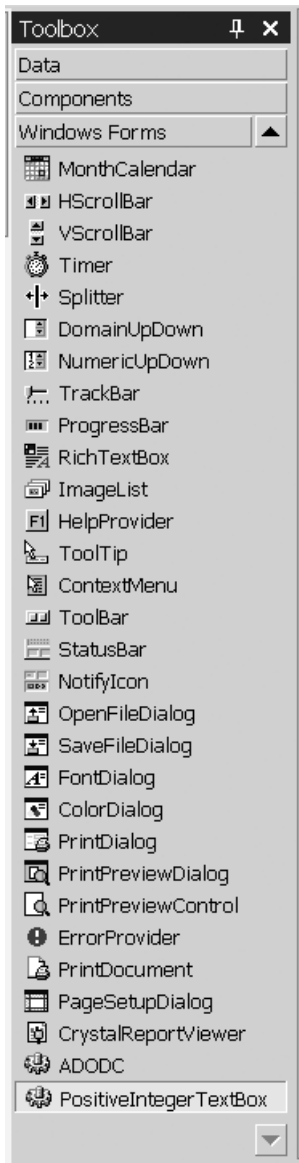 Toolbox
Data
Components
Windows Forms
MonthCalendar
HScrollBar
VScrollBar
Timer
Splitter
DomainUpDown
NumericUpDown
TrackBar
ProgressBar
RichTextBox
ImageList
HelpProvider
ToolTip
ContextMenu
ToolBar
StatusBar
NotifyIcon
OpenFileDialog
SaveFileDialog
FontDialog
ColorDialog
PrintDialog
PrintPreviewDialog
PrintPreviewControl
ErrorProvider
PrintDocument
PageSetupDialog
CrystalReportViewer
ADODC
PositiveIntegerTextBox